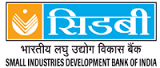 सिडबी
भारतीय लघु उद्योग विकास बैंक
SMALL INDUSTRIES DEVELOPMENT BANK OF INDIA